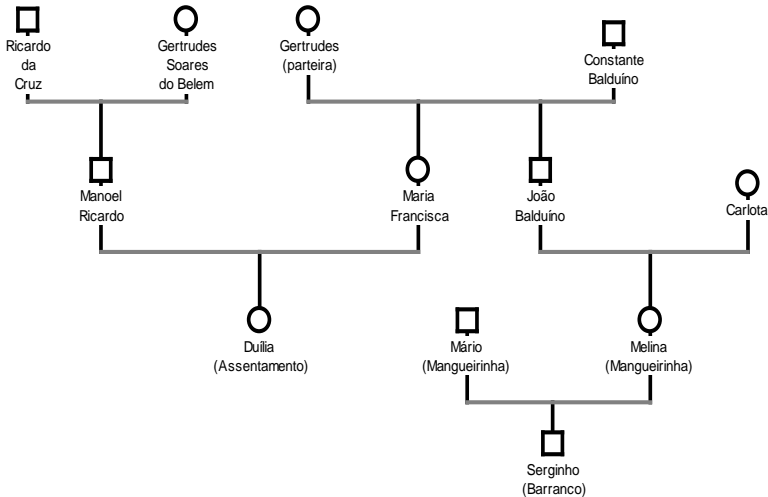 Ricardo
da
Cruz
Gertrudes
Soares
do Belem
Gertrudes
(parteira)
Constante
Balduíno
Manoel
Ricardo
Maria
Francisca
João
Balduíno
Carlota
Duília
(Assentamento)
Mário
(Mangueirinha)
Melina
(Mangueirinha)
Serginho
(Barranco)